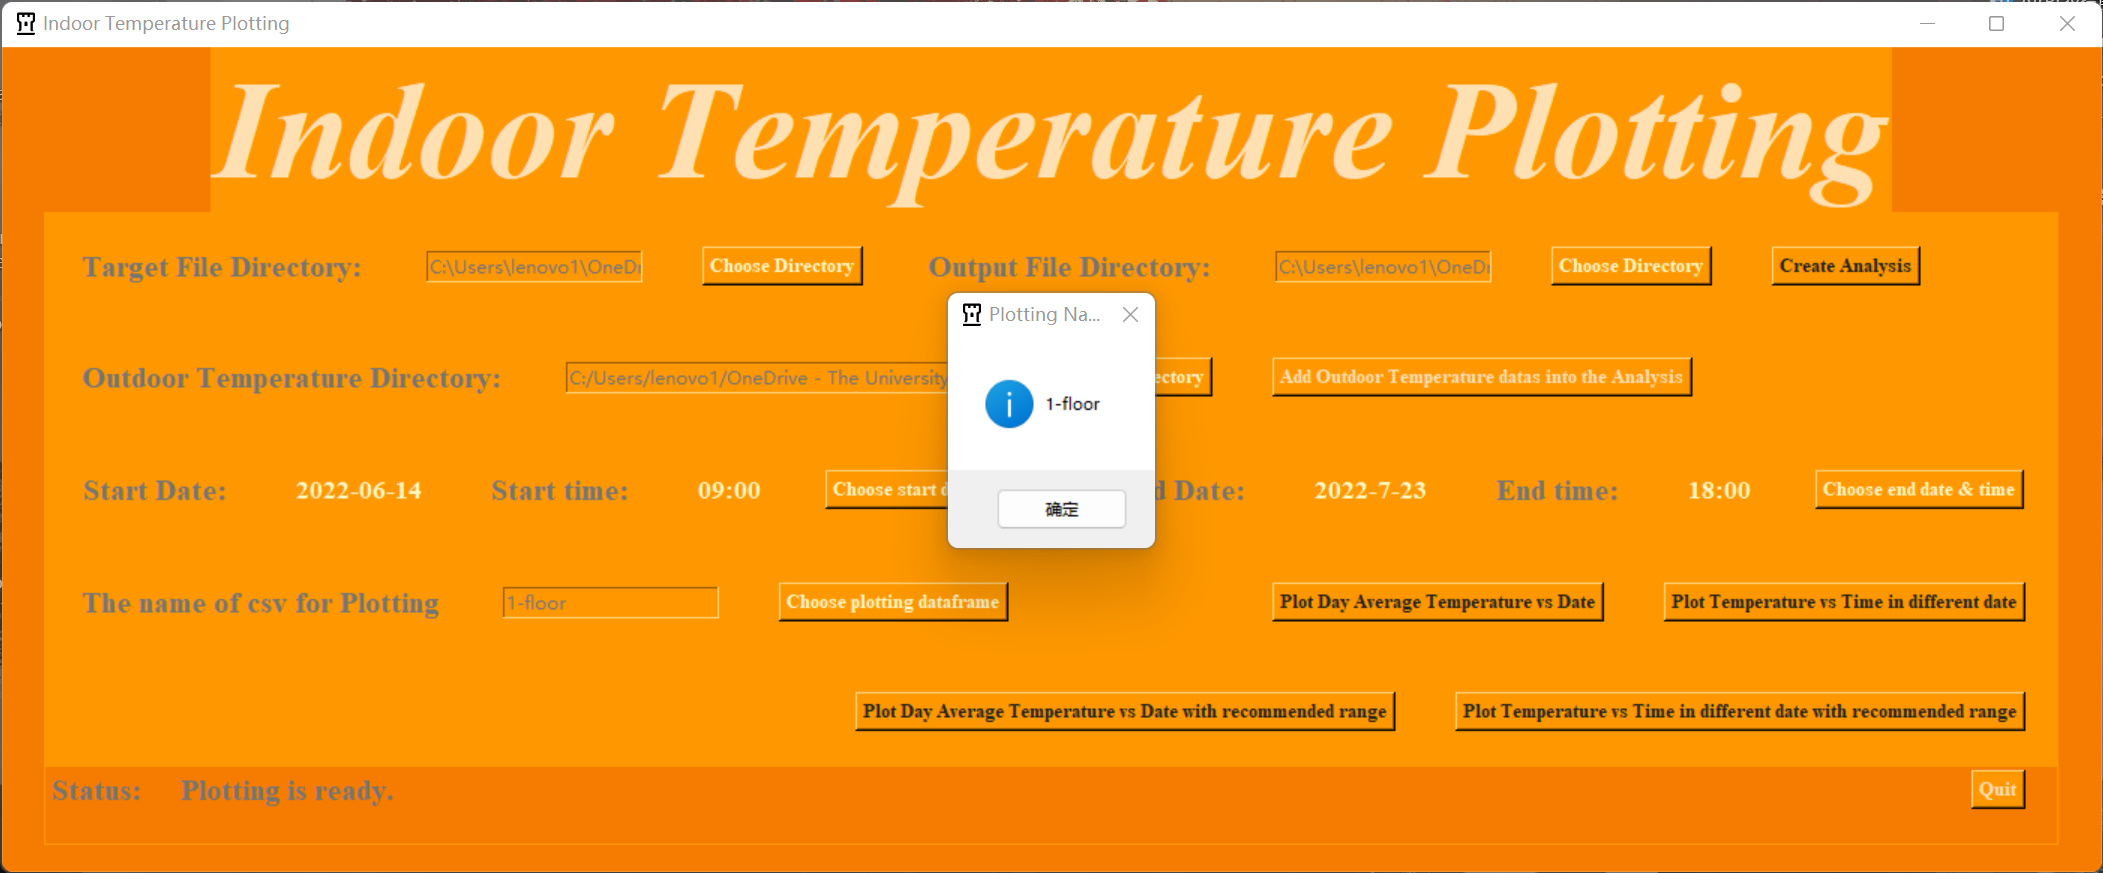 Indoor Temperature Plotting
Indoor Temperature Plotting
Target File Directory: C:\Users\lenovo1\OneDr Choose Directory Output File Directory: C:\Users\lenovo1\OneDr Choose Directory Create Analysis
Plotting Na...
Outdoor Temperature Directory: C:/Users/lenovo1/OneDrive - The University ectory Add Outdoor Temperature datas into the Analysis
1-floor
Start Date: 2022-06-14 Start time: 09:00 Choose start d d Date: 2022-7-23 End time: 18:00 Choose end date & time
确定
The name of csv for Plotting 1-floor Choose plotting dataframe Plot Day Average Temperature vs Date Plot Temperature vs Time in different date
Plot Day Average Temperature vs Date with recommended range Plot Temperature vs Time in different date with recommended range
Status: Plotting is ready. Quit